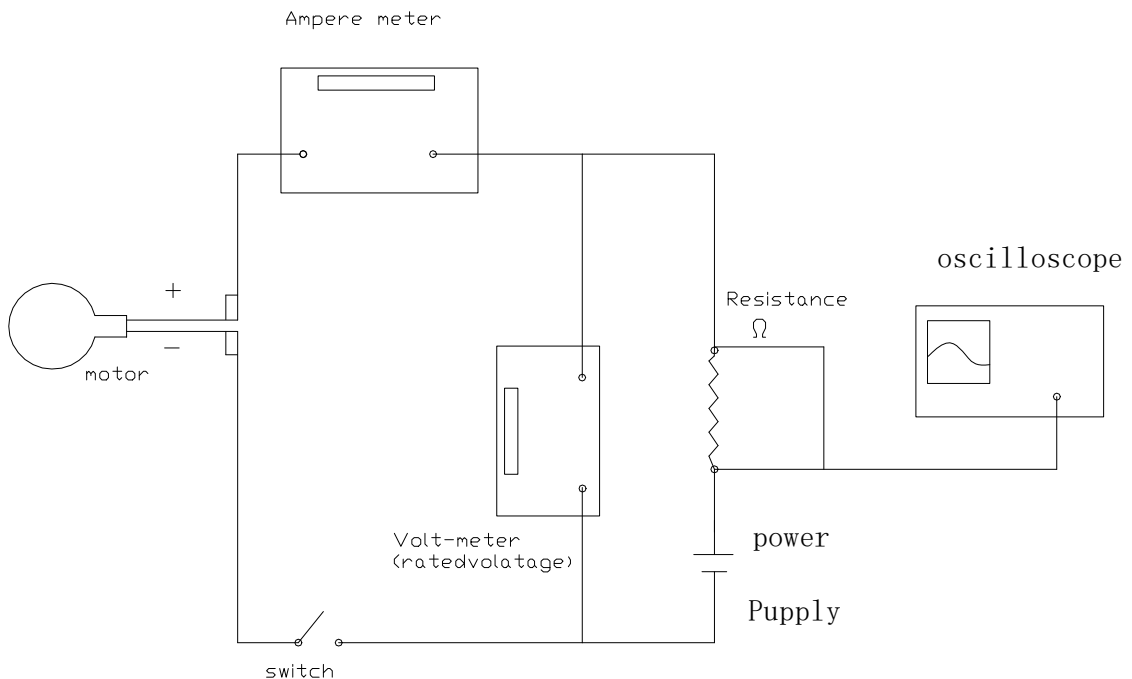 Ampere meter
oscilloscope
+
Resistance
Ω
−
motor
Volt-meter
(ratedvolatage)
power
Pupply
switch